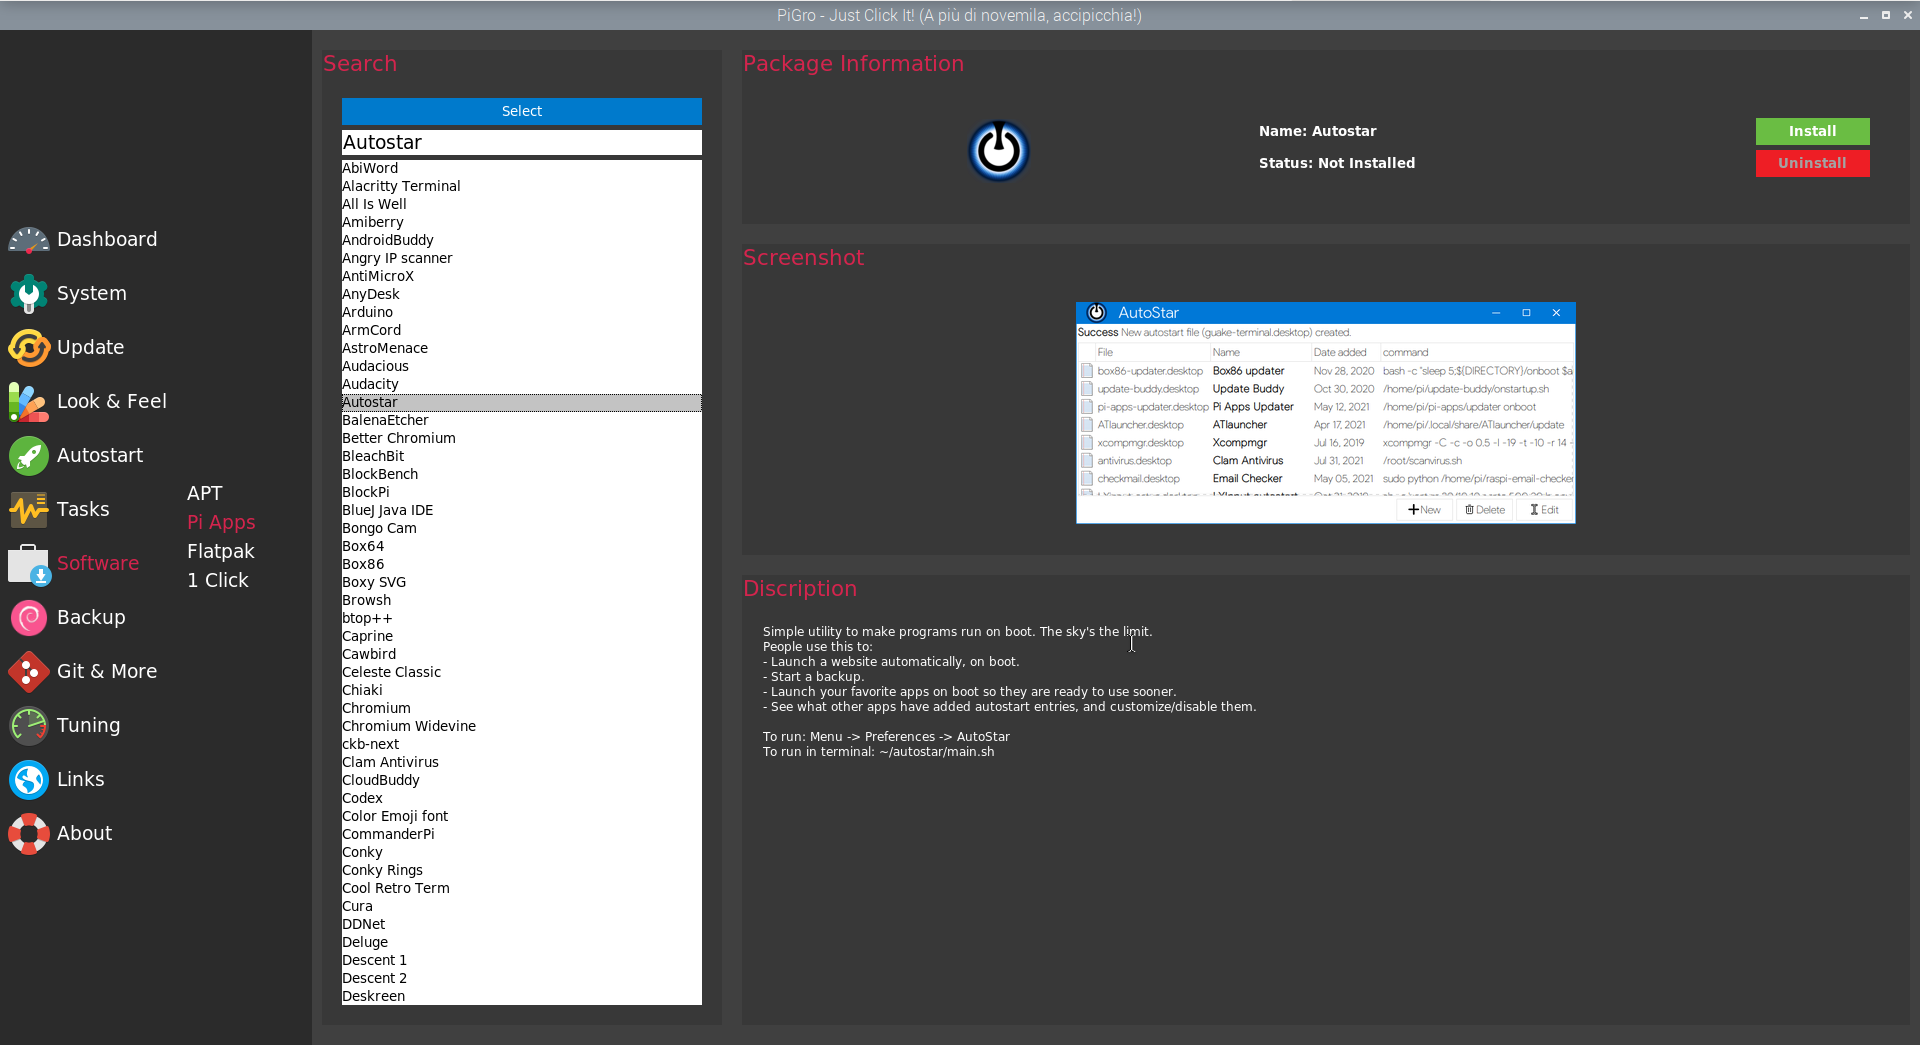 PiGro - Just Click It! (A più di novemila, accipicchia!)
Dashboard
System
Update
Look & Feel
Autostart
Tasks
Software
Backup
Git & More
Tuning
Links
About
APT
Pi Apps
Flatpak
1 Click
Search
Select
Autostar
AbiWord
Alacritty Terminal
All Is Well
Amiberry
AndroidBuddy
Angry IP scanner
AntiMicroX
AnyDesk
Arduino
ArmCord
AstroMenace
Audacious
Audacity
Autostar
BalenaEtcher
Better Chromium
BleachBit
BlockBench
BlockPi
BlueJ Java IDE
Bongo Cam
Box64
Box86
Boxy SVG
Browsh
btop++
Caprine
Cawbird
Celeste Classic
Chiaki
Chromium
Chromium Widevine
ckb-next
Clam Antivirus
CloudBuddy
Codex
Color Emoji font
CommanderPi
Conky
Conky Rings
Cool Retro Term
Cura
DDNet
Deluge
Descent 1
Descent 2
Deskreen
Package Information
Name: Autostar
Status: Not Installed
Install
Uninstall
Screenshot
AutoStar
Success New autostart file (guake-terminal.desktop) created.
File Name Date added command
box86-updater.desktop Box86 updater Nov 28, 2020 bash -c "sleep 5;${DIRECTORY}/onboot $a
update-buddy.desktop Update Buddy Oct 30, 2020 /home/pi/update-buddy/onstartup.sh
pi-apps-updater.desktop Pi Apps Updater May 12, 2021 /home/pi/pi-apps/updater onboot
ATlauncher.desktop ATlauncher Apr 17, 2021 /home/pi/.local/share/ATlauncher/update
xcompmgr.desktop Xcompmgr Jul 16, 2019 xcompmgr -C -c -o 0.5 -l -19 -t -10 -r 14 -
antivirus.desktop Clam Antivirus Jul 31, 2021 /root/scanvirus.sh
checkmail.desktop Email Checker May 05, 2021 sudo python /home/pi/raspi-email-checker
New Delete Edit
Discription
Simple utility to make programs run on boot. The sky's the limit.
People use this to:
- Launch a website automatically, on boot.
- Start a backup.
- Launch your favorite apps on boot so they are ready to use sooner.
- See what other apps have added autostart entries, and customize/disable them.
To run: Menu -> Preferences -> AutoStar
To run in terminal: ~/autostar/main.sh